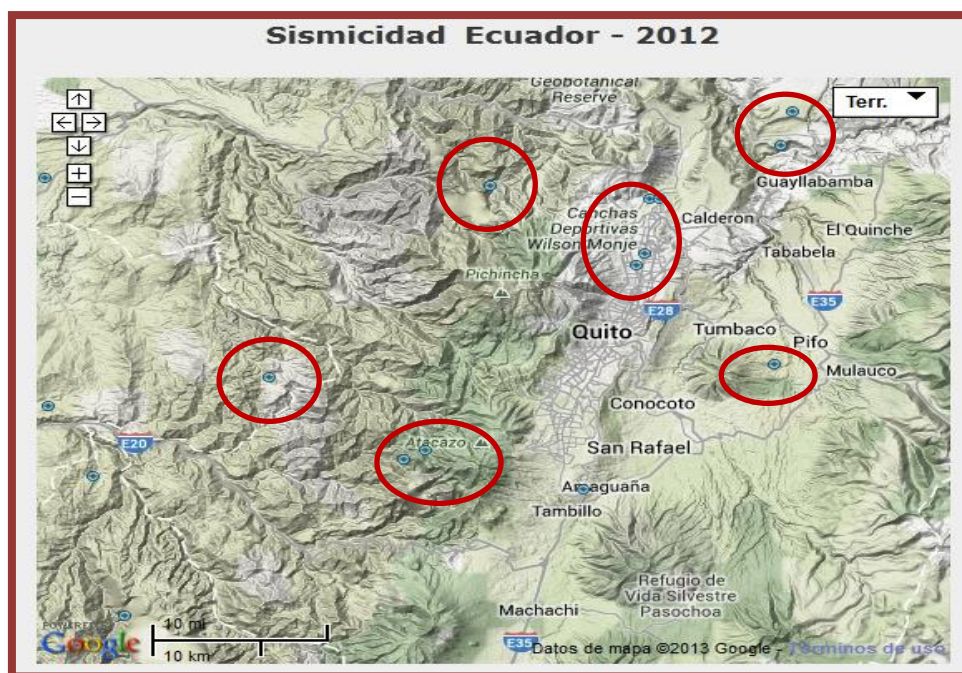 Sismicidad Ecuador - 2012
Geobotanical
Reserve
Terr.
Guayllabamba
Canchas
Deportivas
Wilson Monje
Calderon
El Quinche
Tababela
Pichincha
E35
E28
Quito
Tumbaco
Pifo
Mulauco
Conocoto
E20
Atacazo
San Rafael
Amaguaña
Tambillo
Refugio de
Vida Silvestre
Pasochoa
Machachi
POWERED BY
Google
10 mi
10 km
E35
Datos de mapa ©2013 Google - Términos de uso